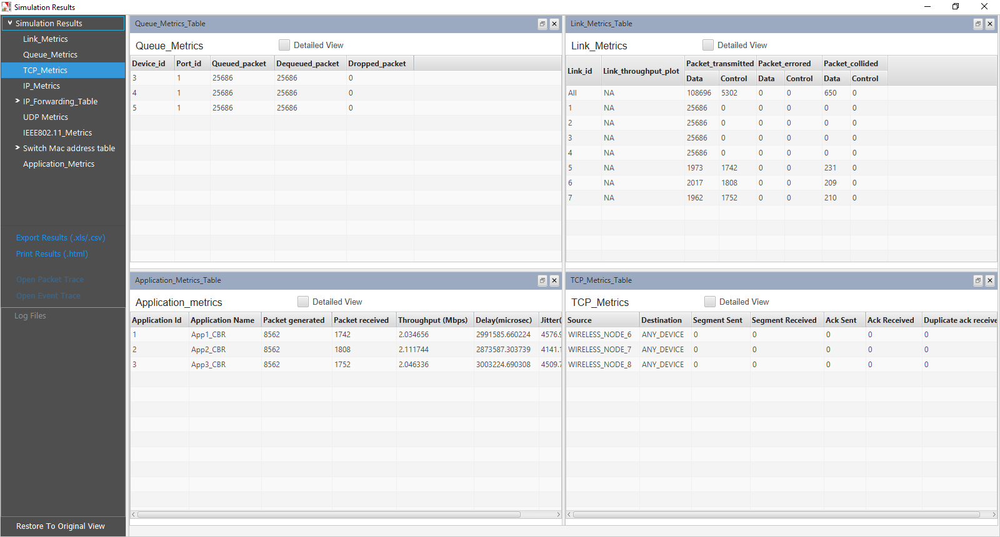 Simulation Results
Simulation Results
Link_Metrics
Queue_Metrics
TCP_Metrics
IP_Metrics
IP_Forwarding_Table
UDP Metrics
IEEE802.11_Metrics
Switch Mac address table
Application_Metrics
Export Results (.xls/.csv)
Print Results (.html)
Open Packet Trace
Open Event Trace
Log Files
Restore To Original View
Queue_Metrics_Table
Queue_Metrics Detailed View
Device_id Port_id Queued_packet Dequeued_packet Dropped_packet
3 1 25686 25686 0
4 1 25686 25686 0
5 1 25686 25686 0
Link_Metrics_Table
Link_Metrics Detailed View
Link_id Link_throughput_plot Packet_transmitted Packet_errored Packet_collided
Data Control Data Control Data Control
All NA 108696 5302 0 0 650 0
1 NA 25686 0 0 0 0 0
2 NA 25686 0 0 0 0 0
3 NA 25686 0 0 0 0 0
4 NA 25686 0 0 0 0 0
5 NA 1973 1742 0 0 231 0
6 NA 2017 1808 0 0 209 0
7 NA 1962 1752 0 0 210 0
Application_Metrics_Table
Application_metrics Detailed View
Application Id Application Name Packet generated Packet received Throughput (Mbps) Delay(microsec) Jitter(
1 App1_CBR 8562 1742 2.034656 2991585.660224 4576.9
2 App2_CBR 8562 1808 2.111744 2873587.303739 4141.1
3 App3_CBR 8562 1752 2.046336 3003224.690308 4509.7
TCP_Metrics_Table
TCP_Metrics Detailed View
Source Destination Segment Sent Segment Received Ack Sent Ack Received Duplicate ack receive
WIRELESS_NODE_6 ANY_DEVICE 0 0 0 0 0
WIRELESS_NODE_7 ANY_DEVICE 0 0 0 0 0
WIRELESS_NODE_8 ANY_DEVICE 0 0 0 0 0